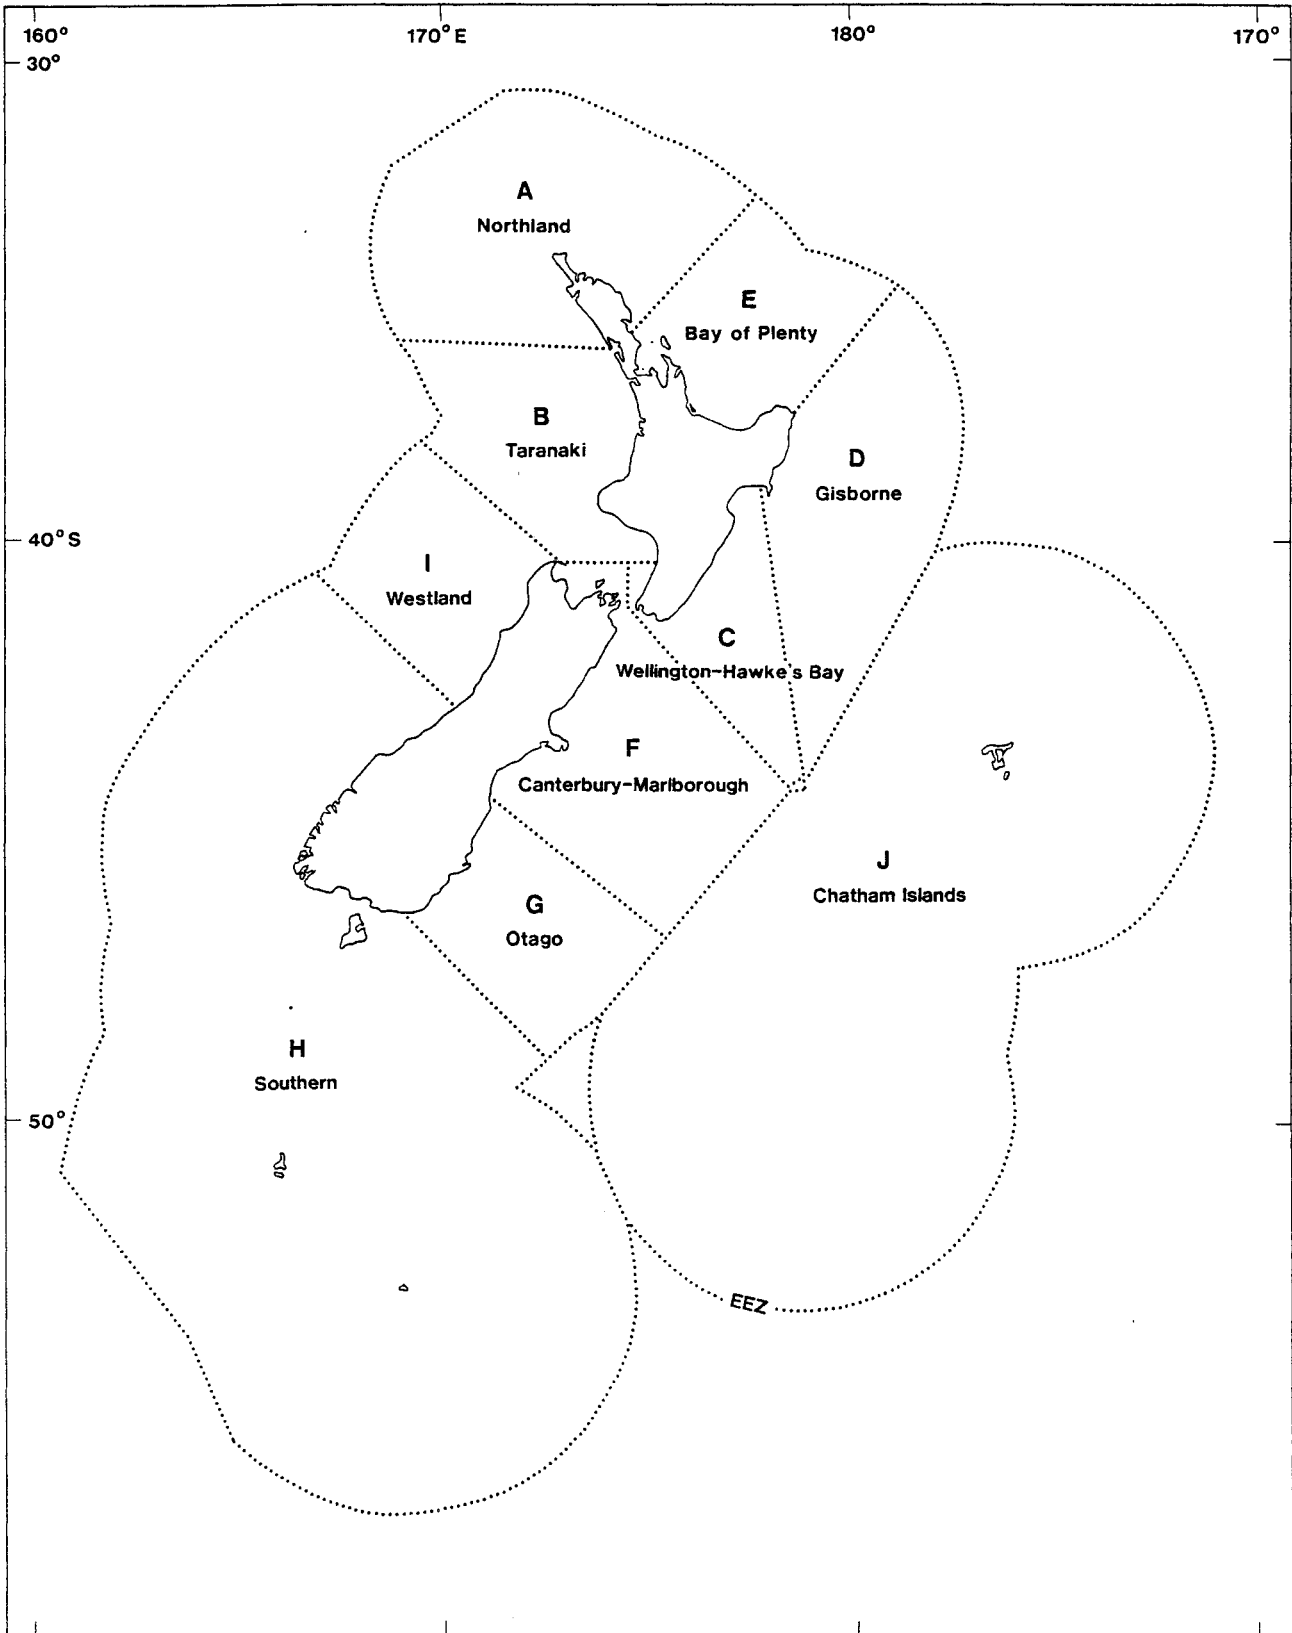 160° 170°E 180° 170°
30°
A
Northland
E
Bay of Plenty
B
Taranaki
D
Gisborne
40°S
I
Westland
C
Wellington-Hawke's Bay
F
Canterbury-Marlborough
J
Chatham Islands
G
Otago
H
Southern
50°
EEZ